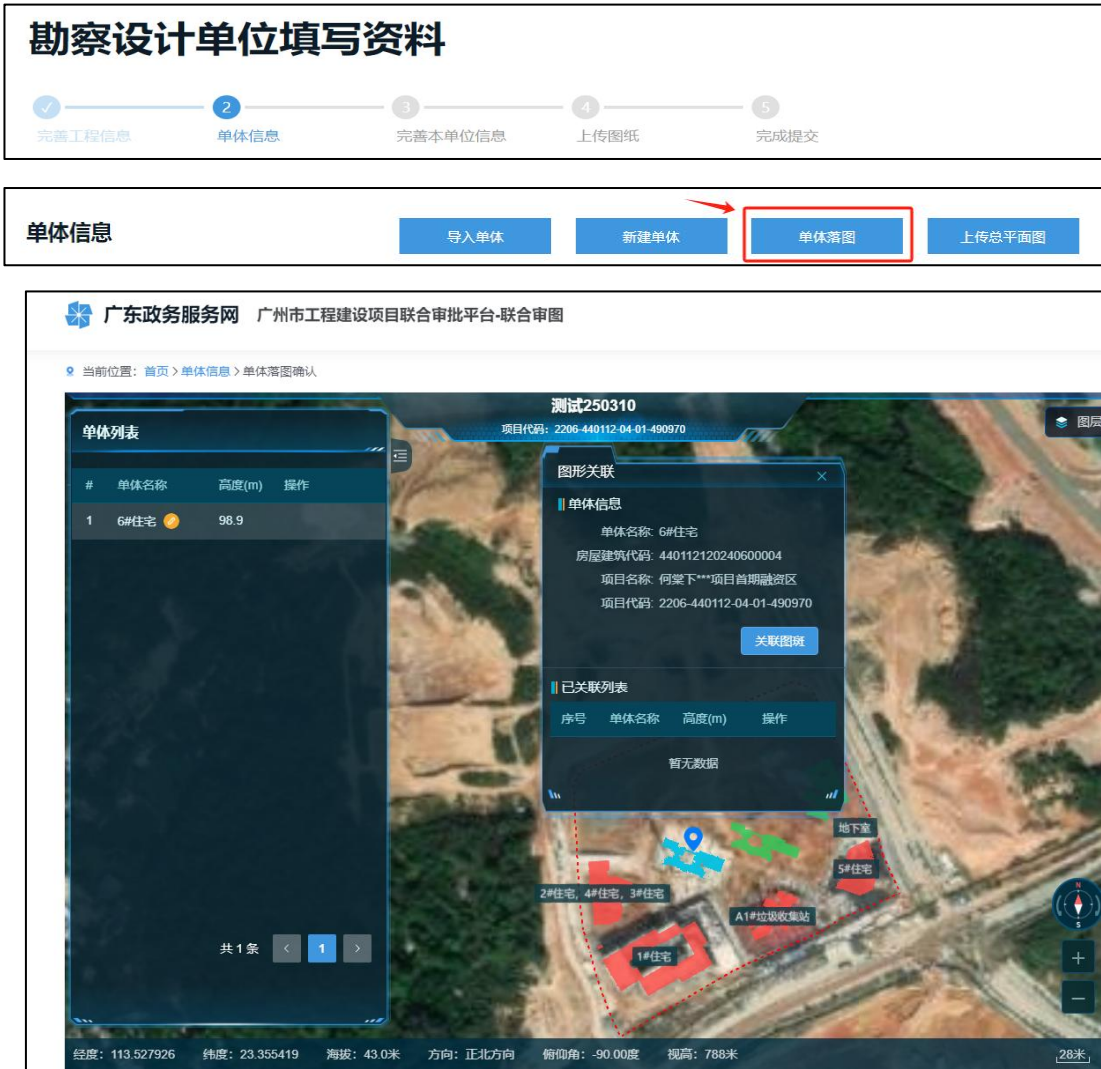 勘察设计单位填写资料
2 3 4 5
完善工程信息 单体信息 完善本单位信息 上传图纸 完成提交
单体信息 导入单体 新建单体 单体落图 上传总平面图
广东政务服务网 广州市工程建设项目联合审批平台-联合审图
当前位置：首页 > 单体信息 > 单体落图确认
测试250310
项目代码：2206-440112-04-01-490970
图层
单体列表
# 单体名称 高度(m) 操作
1 6#住宅 98.9
共 1 条 < 1 >
图形关联 ×
单体信息
单体名称: 6#住宅
房屋建筑代码: 440112120240600004
项目名称: 何棠下***项目首期融资区
项目代码: 2206-440112-04-01-490970
关联图斑
已关联列表
序号 单体名称 高度(m) 操作
暂无数据
地下室
5#住宅
2#住宅, 4#住宅, 3#住宅
A1#垃圾收集站
1#住宅
N
S
+
−
经度：113.527926 纬度：23.355419 海拔：43.0米 方向：正北方向 俯仰角：-90.00度 视高：788米 28米